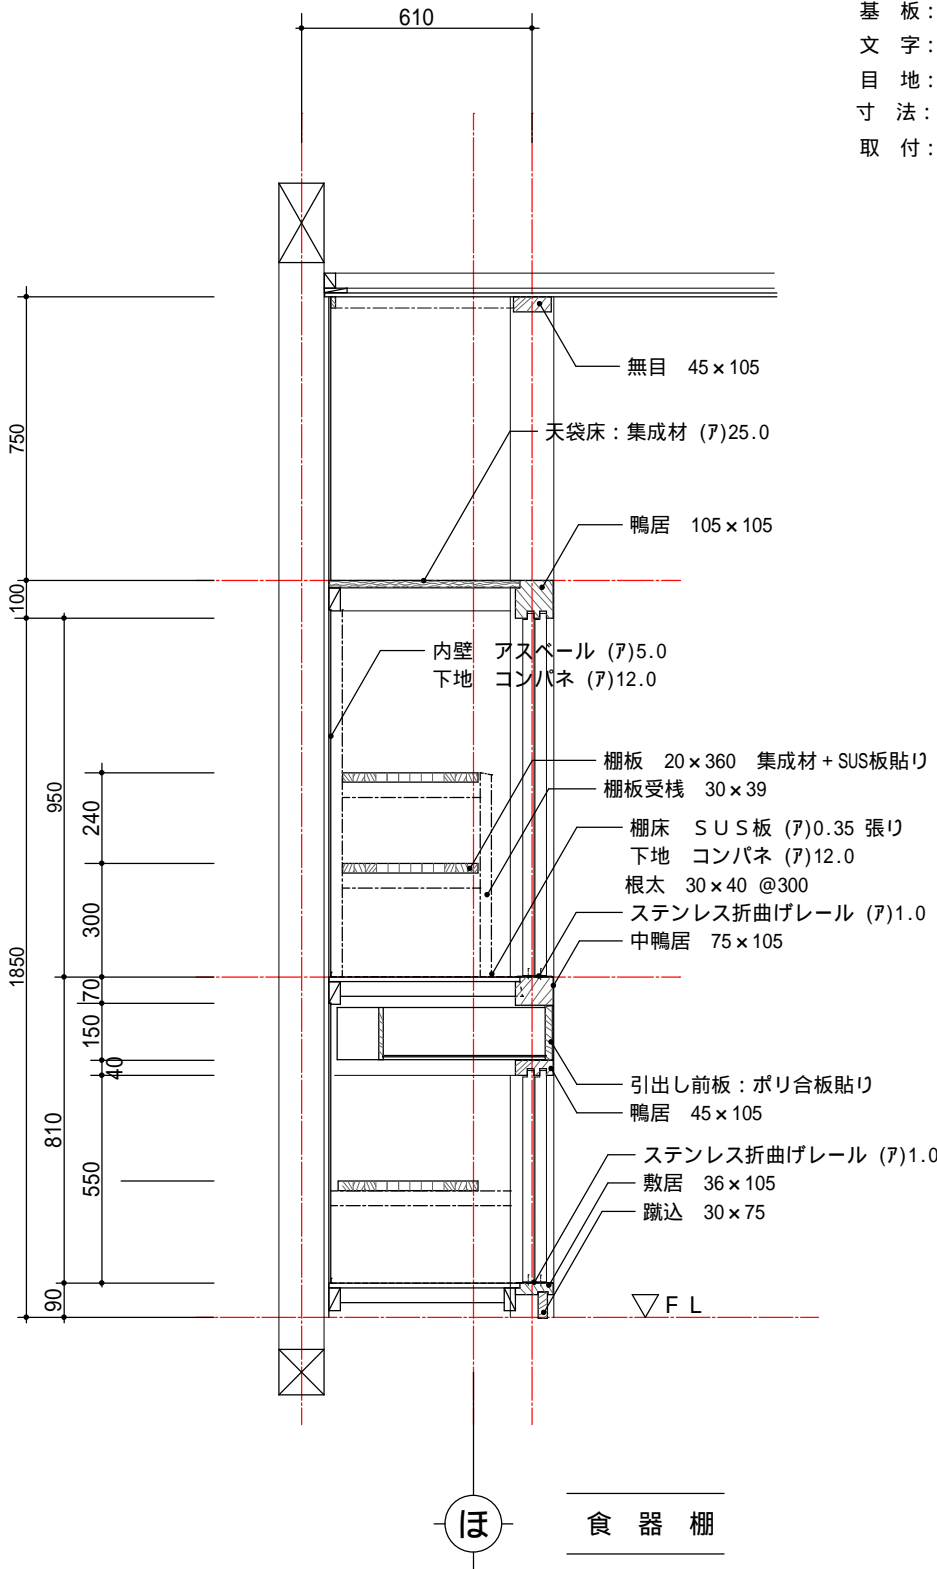 610
基 板：
文 字：
目 地：
寸 法：
取 付：
無目 45×105
天袋床：集成材 (ア)25.0
鴨居 105×105
内壁 アスベール (ア)5.0
下地 コンパネ (ア)12.0
棚板 20×360 集成材＋SUS板貼り
棚板受桟 30×39
棚床 ＳＵＳ板 (ア)0.35 張り
下地 コンパネ (ア)12.0
根太 30×40 @300
ステンレス折曲げレール (ア)1.0
中鴨居 75×105
引出し前板：ポリ合板貼り
鴨居 45×105
ステンレス折曲げレール (ア)1.0
敷居 36×105
蹴込 30×75
ＦＬ
750
100
1850
950
810
90
240
300
70
150
40
550
ほ
食器棚